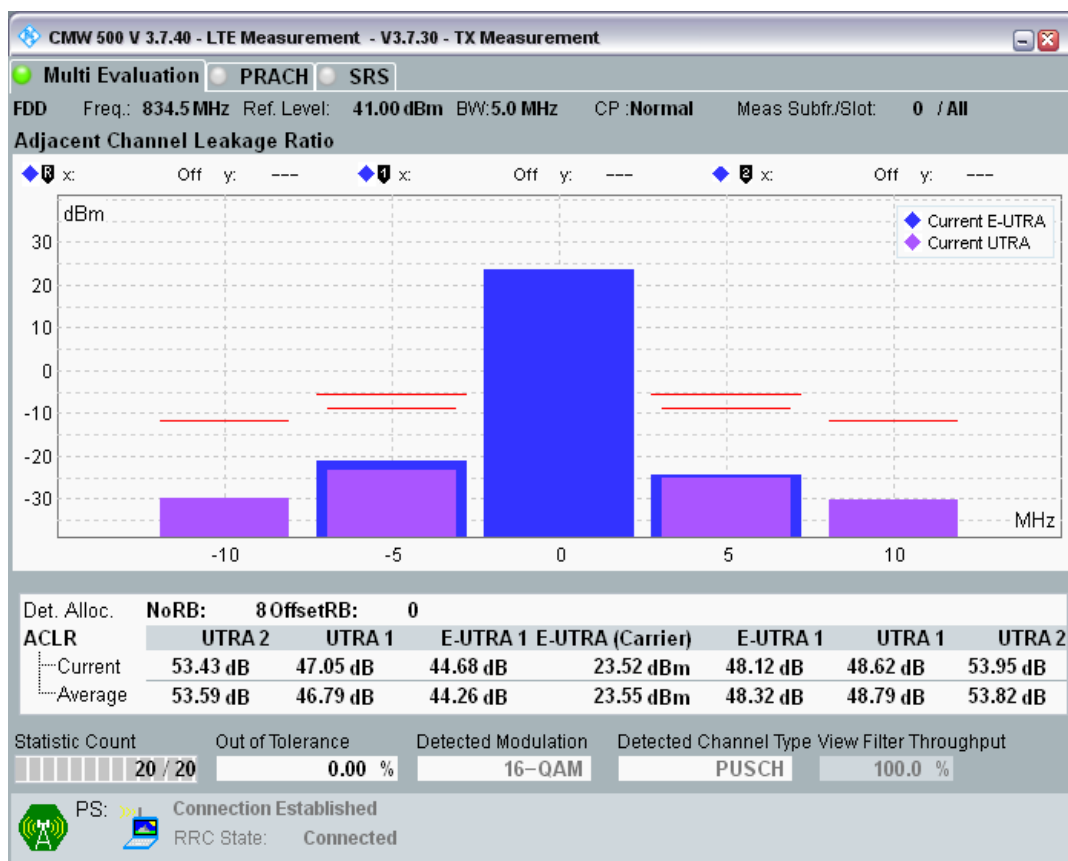 CMW 500 V 3.7.40 - LTE Measurement - V3.7.30 - TX Measurement
Multi Evaluation PRACH SRS
FDD Freq.: 834.5 MHz Ref. Level: 41.00 dBm BW:5.0 MHz CP :Normal Meas Subfr./Slot: 0 / All
Adjacent Channel Leakage Ratio
R x: Off y: --- 1 x: Off y: --- 2 x: Off y: ---
dBm
Current E-UTRA
Current UTRA
30
20
10
0
-10
-20
-30
MHz
-10 -5 0 5 10
Det. Alloc. NoRB: 8 OffsetRB: 0
ACLR UTRA 2 UTRA 1 E-UTRA 1 E-UTRA (Carrier) E-UTRA 1 UTRA 1 UTRA 2
Current 53.43 dB 47.05 dB 44.68 dB 23.52 dBm 48.12 dB 48.62 dB 53.95 dB
Average 53.59 dB 46.79 dB 44.26 dB 23.55 dBm 48.32 dB 48.79 dB 53.82 dB
Statistic Count Out of Tolerance Detected Modulation Detected Channel Type View Filter Throughput
20 / 20 0.00 % 16-QAM PUSCH 100.0 %
PS: Connection Established
RRC State: Connected